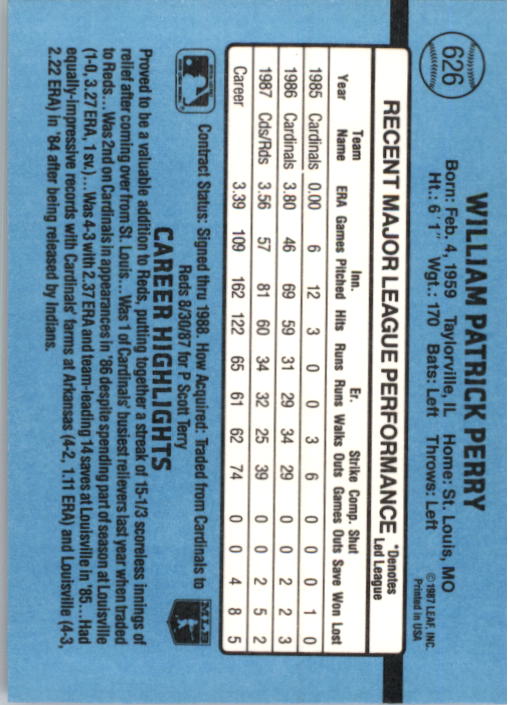 626
WILLIAM PATRICK PERRY
Born: Feb. 4, 1959 Taylorville, IL Home: St. Louis, MO
Ht.: 6'1" Wgt.: 170 Bats: Left Throws: Left
©1987 LEAF, INC.
Printed in USA
RECENT MAJOR LEAGUE PERFORMANCE *Denotes Led League
Year Team Name ERA Games Inn. Pitched Hits Runs Er. Runs Walks Strike Outs Comp. Games Shut Outs Save Won Lost
1985 Cardinals 0.00 6 12 3 0 0 3 6 0 0 0 1 0
1986 Cardinals 3.80 46 69 59 31 29 34 29 0 0 2 2 3
1987 Cds/Rds 3.56 57 81 60 34 32 25 39 0 0 2 5 2
Career 3.39 109 162 122 65 61 62 74 0 0 4 8 5
Contract Status: Signed thru 1988. How Acquired: Traded from Cardinals to
Reds 8/30/87 for P Scott Terry
MLB
CAREER HIGHLIGHTS
Proved to be a valuable addition to Reds, putting together a streak of 15-1/3 scoreless innings of
relief after coming over from St. Louis...Was 1 of Cardinals' busiest relievers last year when traded
to Reds...Was 2nd on Cardinals in appearances in '86 despite spending part of season at Louisville
(1-0, 3.27 ERA, 1 sv.)...Was 4-3 with 2.37 ERA and team-leading 14 saves at Louisville in '85...Had
equally-impressive records with Cardinals' farms at Arkansas (4-2, 1.11 ERA) and Louisville (4-3,
2.22 ERA) in '84 after being released by Indians.